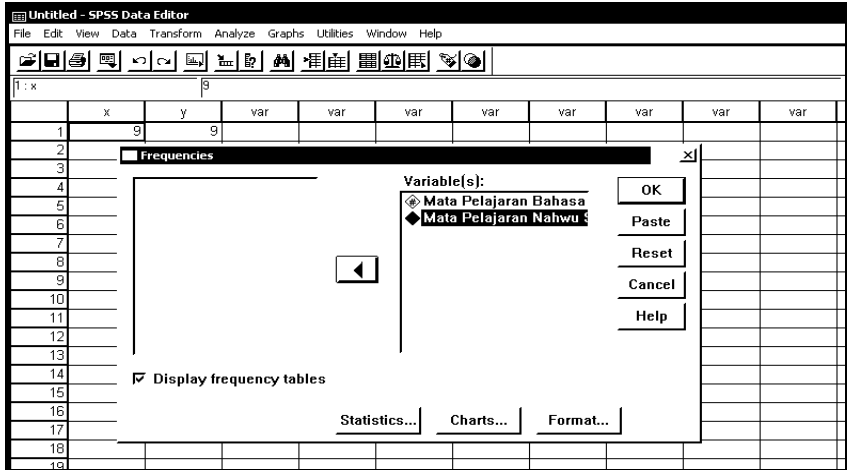 Untitled - SPSS Data Editor
File Edit View Data Transform Analyze Graphs Utilities Window Help
1 : x 9
x y var var var var var var var var
1 9 9
2
Frequencies
3
Variable(s):
4
OK
Mata Pelajaran Bahasa
5
Mata Pelajaran Nahwu S
6
Paste
7
Reset
8
9
Cancel
10
11
Help
12
13
14
Display frequency tables
15
16
Statistics... Charts... Format...
17
18
19